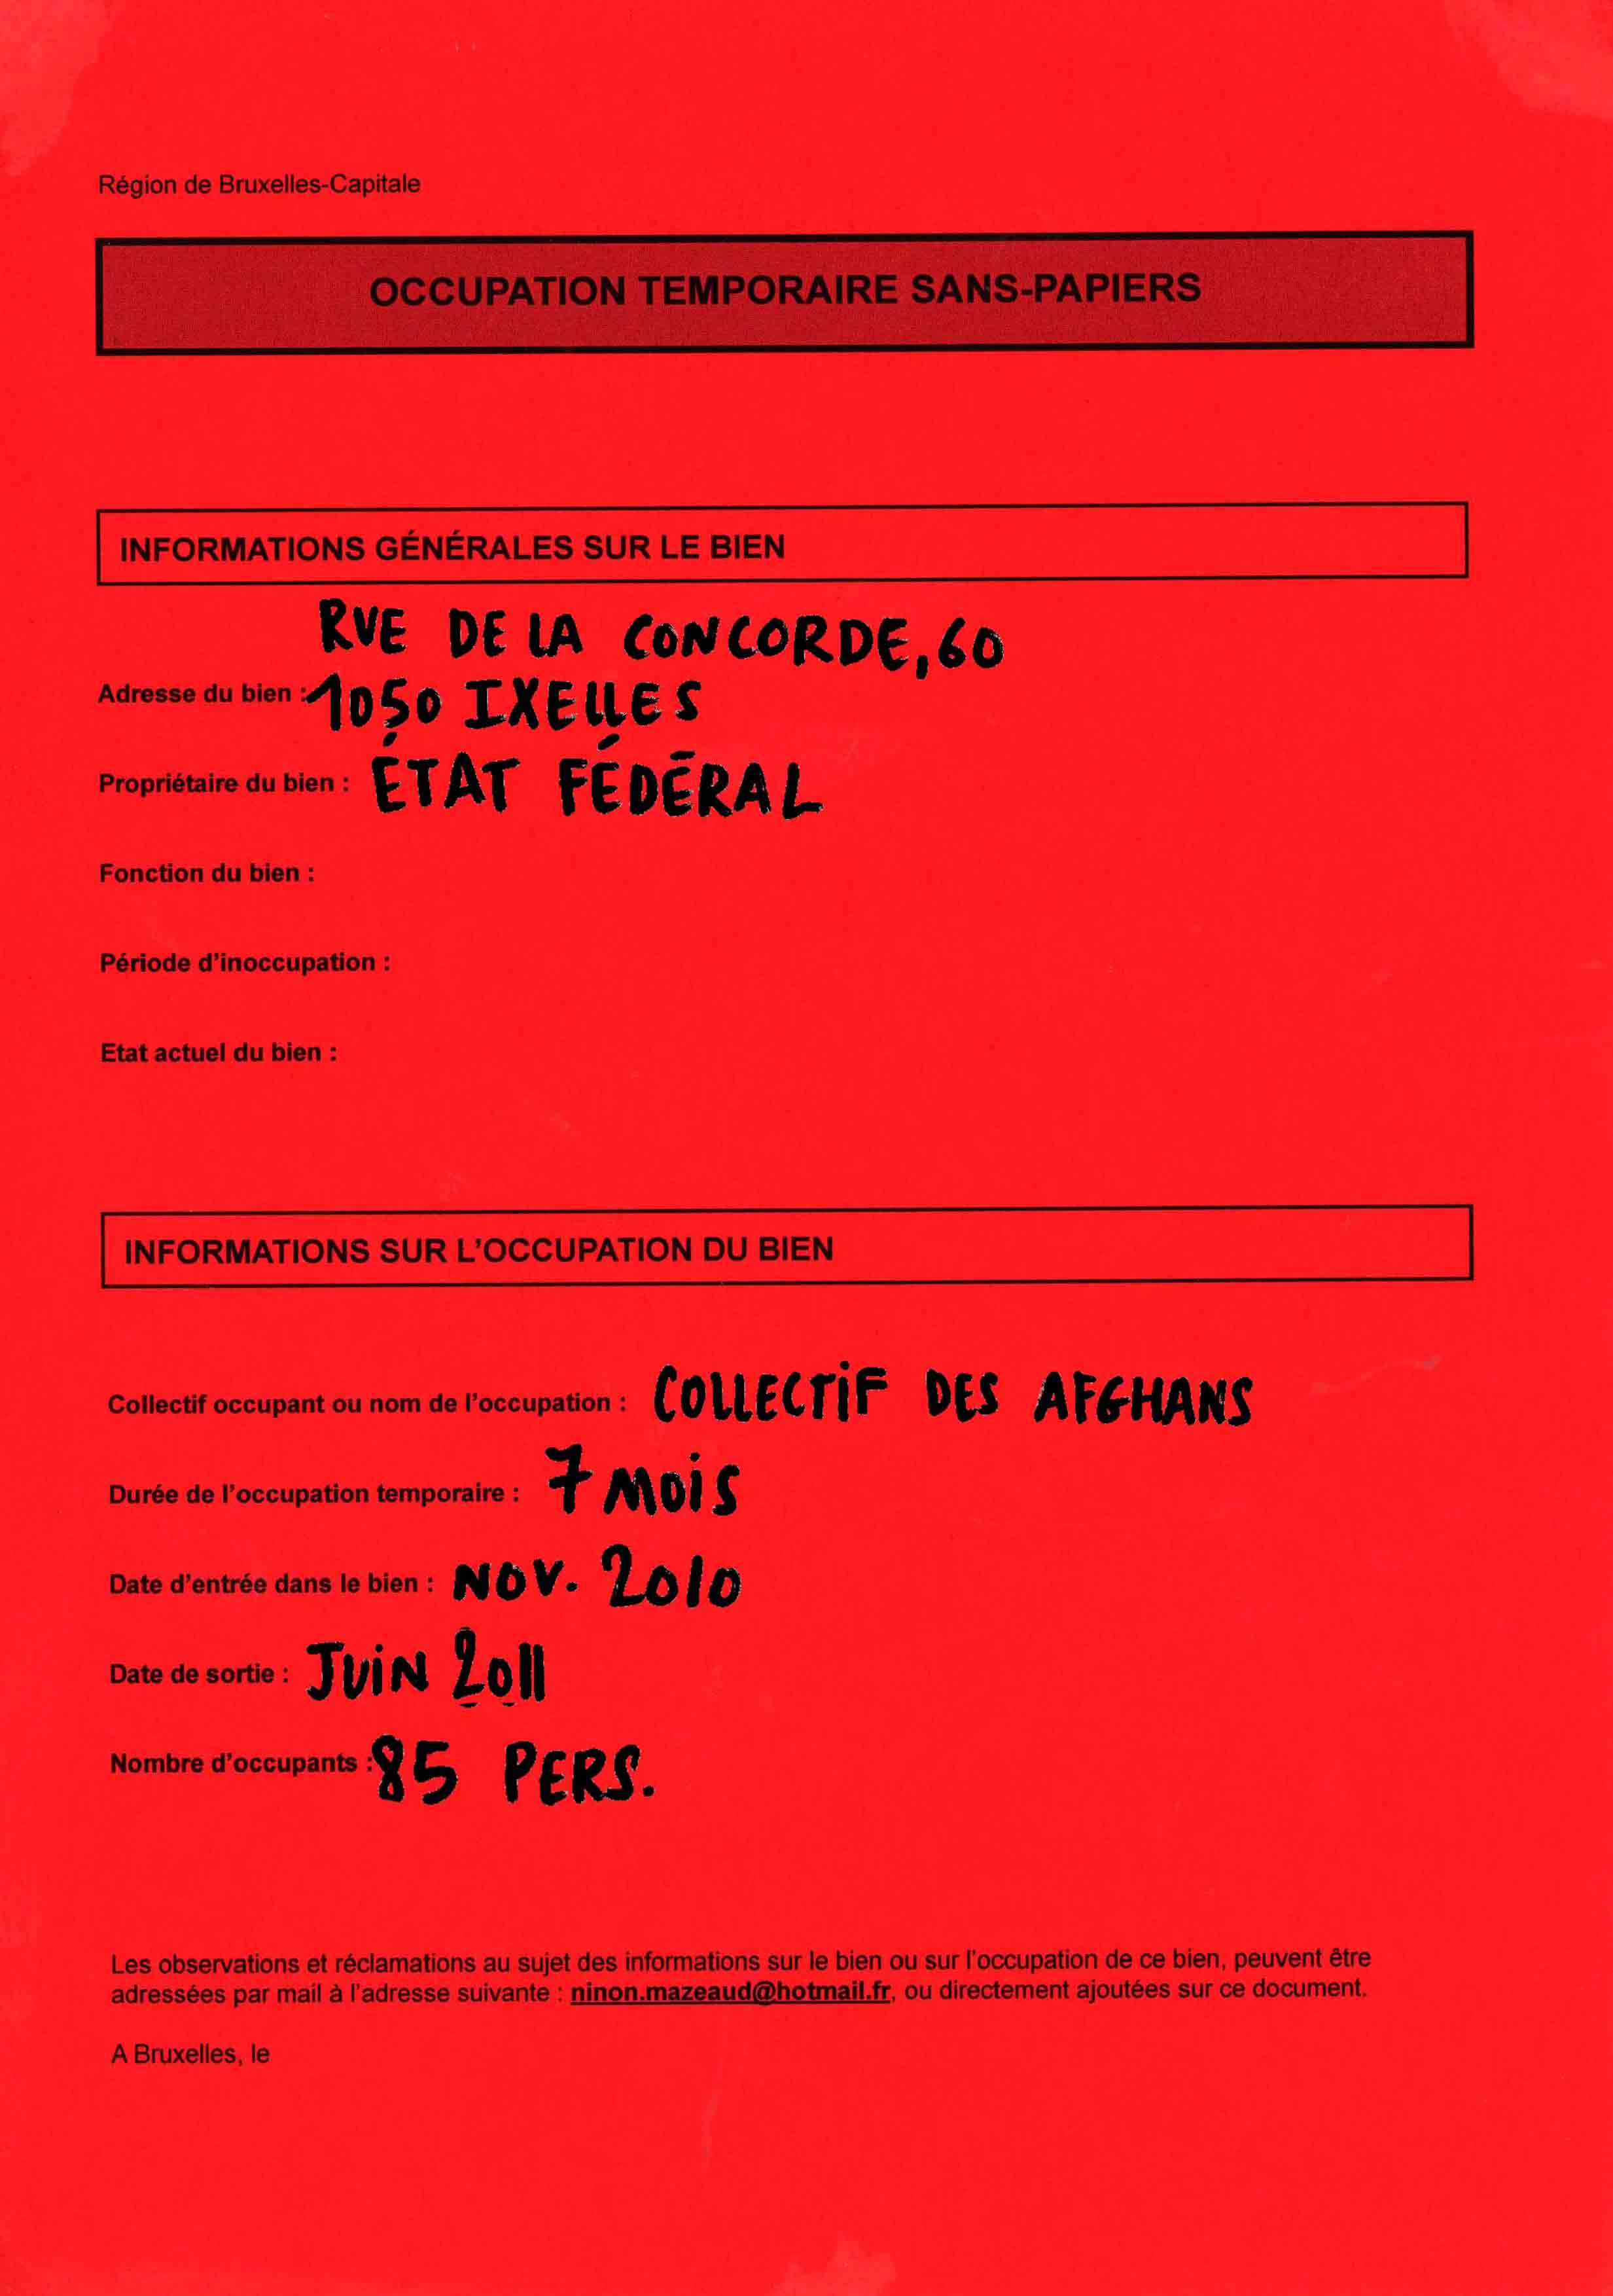 Région de Bruxelles-Capitale
OCCUPATION TEMPORAIRE SANS-PAPIERS
INFORMATIONS GÉNÉRALES SUR LE BIEN
RUE DE LA CONCORDE, 60
Adresse du bien : 1050 IXELLES
Propriétaire du bien : ÉTAT FÉDÉRAL
Fonction du bien :
Période d'inoccupation :
Etat actuel du bien :
INFORMATIONS SUR L'OCCUPATION DU BIEN
Collectif occupant ou nom de l'occupation : COLLECTIF DES AFGHANS
Durée de l'occupation temporaire : 7 MOIS
Date d'entrée dans le bien : NOV. 2010
Date de sortie : JUIN 2011
Nombre d'occupants : 85 PERS.
Les observations et réclamations au sujet des informations sur le bien ou sur l'occupation de ce bien, peuvent être
adressées par mail à l'adresse suivante : ninon.mazeaud@hotmail.fr, ou directement ajoutées sur ce document.
A Bruxelles, le